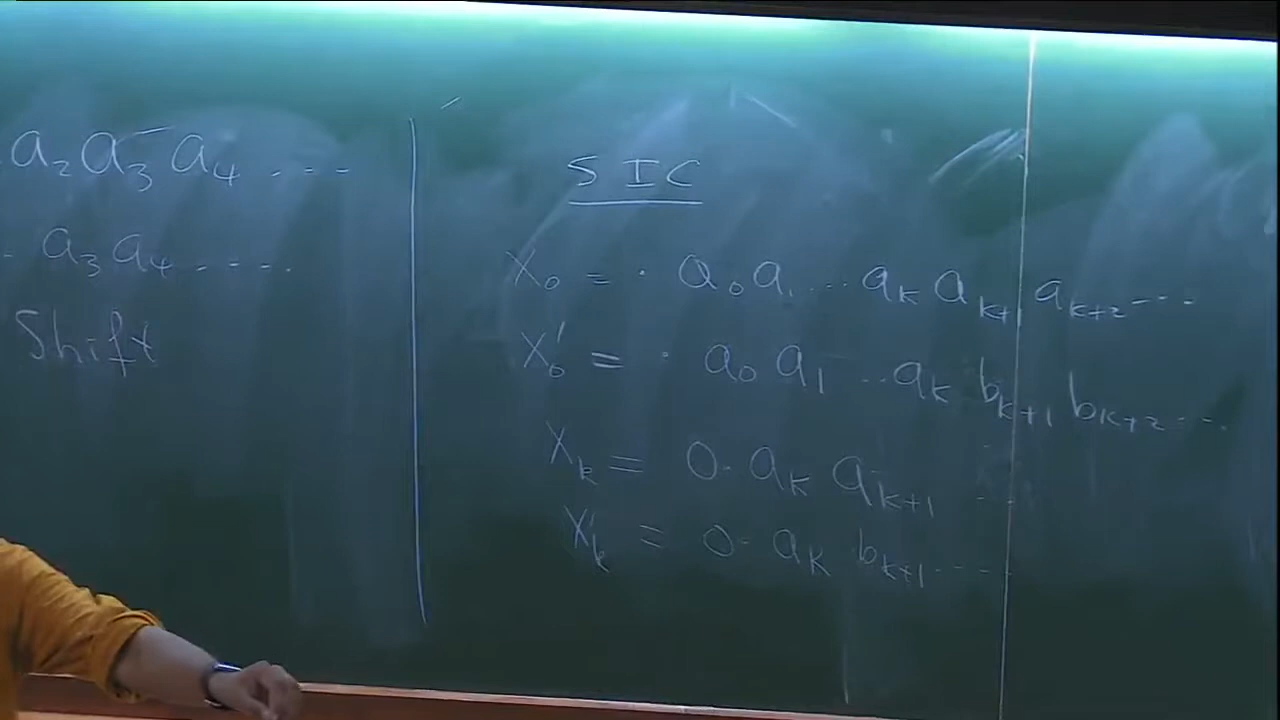 a₂ a₃ a₄ ....
. a₃ a₄ .....
Shift
SIC
X₀ = . a₀ a₁ ... aₖ aₖ₊₁ aₖ₊₂ ...
X₀' = . a₀ a₁ .. aₖ bₖ₊₁ bₖ₊₂ ...
Xₖ = 0. aₖ aₖ₊₁ ...
Xₖ' = 0. aₖ bₖ₊₁ ....